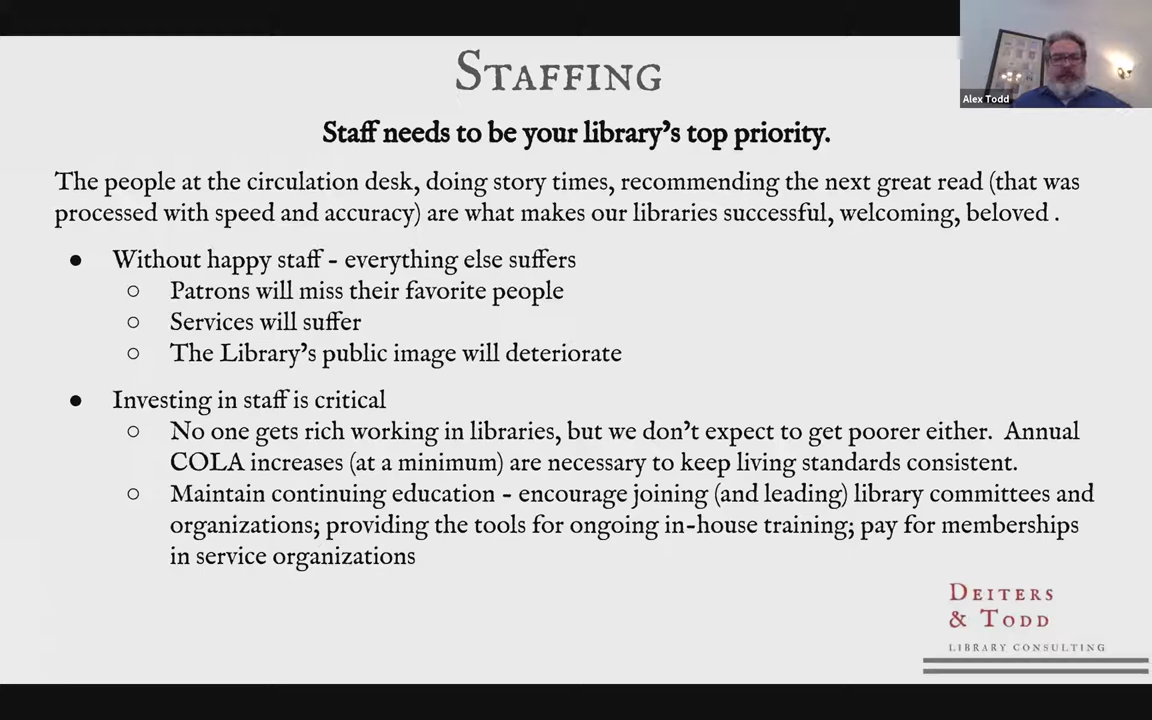 Staffing
Alex Todd
Staff needs to be your library's top priority.
The people at the circulation desk, doing story times, recommending the next great read (that was
processed with speed and accuracy) are what makes our libraries successful, welcoming, beloved .
● Without happy staff - everything else suffers
○ Patrons will miss their favorite people
○ Services will suffer
○ The Library's public image will deteriorate
● Investing in staff is critical
○ No one gets rich working in libraries, but we don't expect to get poorer either. Annual
COLA increases (at a minimum) are necessary to keep living standards consistent.
○ Maintain continuing education - encourage joining (and leading) library committees and
organizations; providing the tools for ongoing in-house training; pay for memberships
in service organizations
Deiters
& Todd
LIBRARY CONSULTING